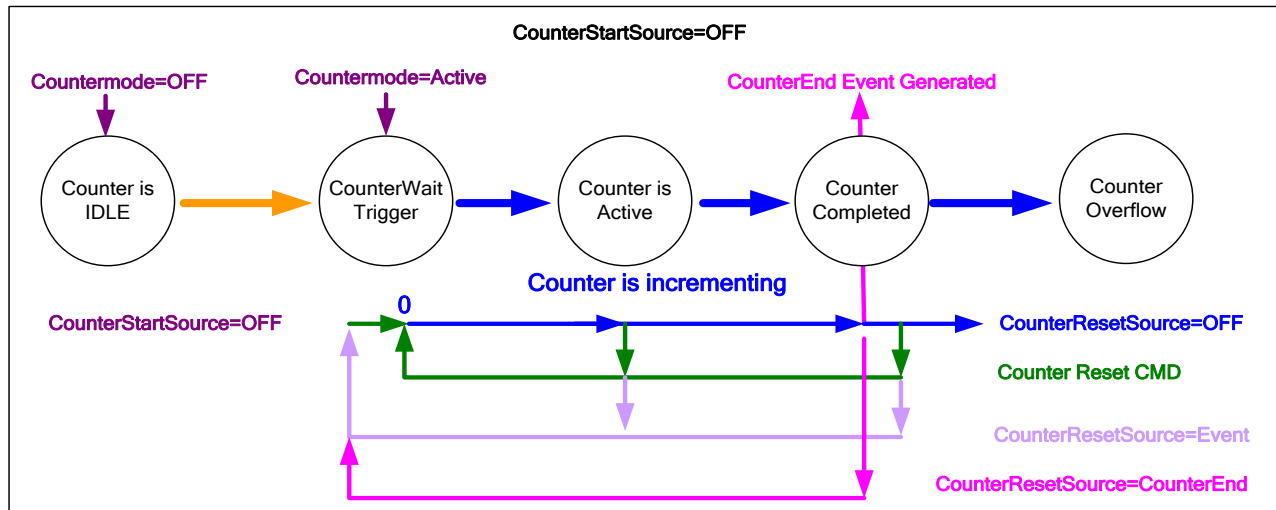 CounterStartSource=OFF
Countermode=OFF
Countermode=Active
CounterEnd Event Generated
Counter is
IDLE
CounterWait
Trigger
Counter is
Active
Counter
Completed
Counter
Overflow
Counter is incrementing
0
CounterStartSource=OFF
CounterResetSource=OFF
Counter Reset CMD
CounterResetSource=Event
CounterResetSource=CounterEnd